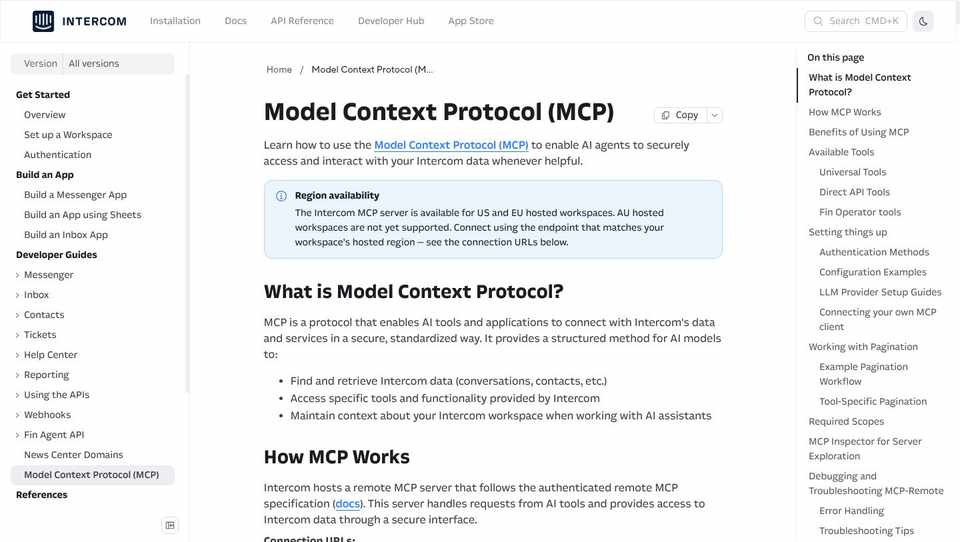 INTERCOM
Installation
Docs
API Reference
Developer Hub
App Store
Search CMD+K
Version
All versions
Get Started
Overview
Set up a Workspace
Authentication
Build an App
Build a Messenger App
Build an App using Sheets
Build an Inbox App
Developer Guides
Messenger
Inbox
Contacts
Tickets
Help Center
Reporting
Using the APIs
Webhooks
Fin Agent API
News Center Domains
Model Context Protocol (MCP)
References
Home / Model Context Protocol (M...
Model Context Protocol (MCP)
Copy
Learn how to use the Model Context Protocol (MCP) to enable AI agents to securely
access and interact with your Intercom data whenever helpful.
Region availability
The Intercom MCP server is available for US and EU hosted workspaces. AU hosted
workspaces are not yet supported. Connect using the endpoint that matches your
workspace's hosted region — see the connection URLs below.
What is Model Context Protocol?
MCP is a protocol that enables AI tools and applications to connect with Intercom's data
and services in a secure, standardized way. It provides a structured method for AI models
to:
• Find and retrieve Intercom data (conversations, contacts, etc.)
• Access specific tools and functionality provided by Intercom
• Maintain context about your Intercom workspace when working with AI assistants
How MCP Works
Intercom hosts a remote MCP server that follows the authenticated remote MCP
specification (docs). This server handles requests from AI tools and provides access to
Intercom data through a secure interface.
Connection URLs:
On this page
What is Model Context
Protocol?
How MCP Works
Benefits of Using MCP
Available Tools
Universal Tools
Direct API Tools
Fin Operator tools
Setting things up
Authentication Methods
Configuration Examples
LLM Provider Setup Guides
Connecting your own MCP
client
Working with Pagination
Example Pagination
Workflow
Tool-Specific Pagination
Required Scopes
MCP Inspector for Server
Exploration
Debugging and
Troubleshooting MCP-Remote
Error Handling
Troubleshooting Tips